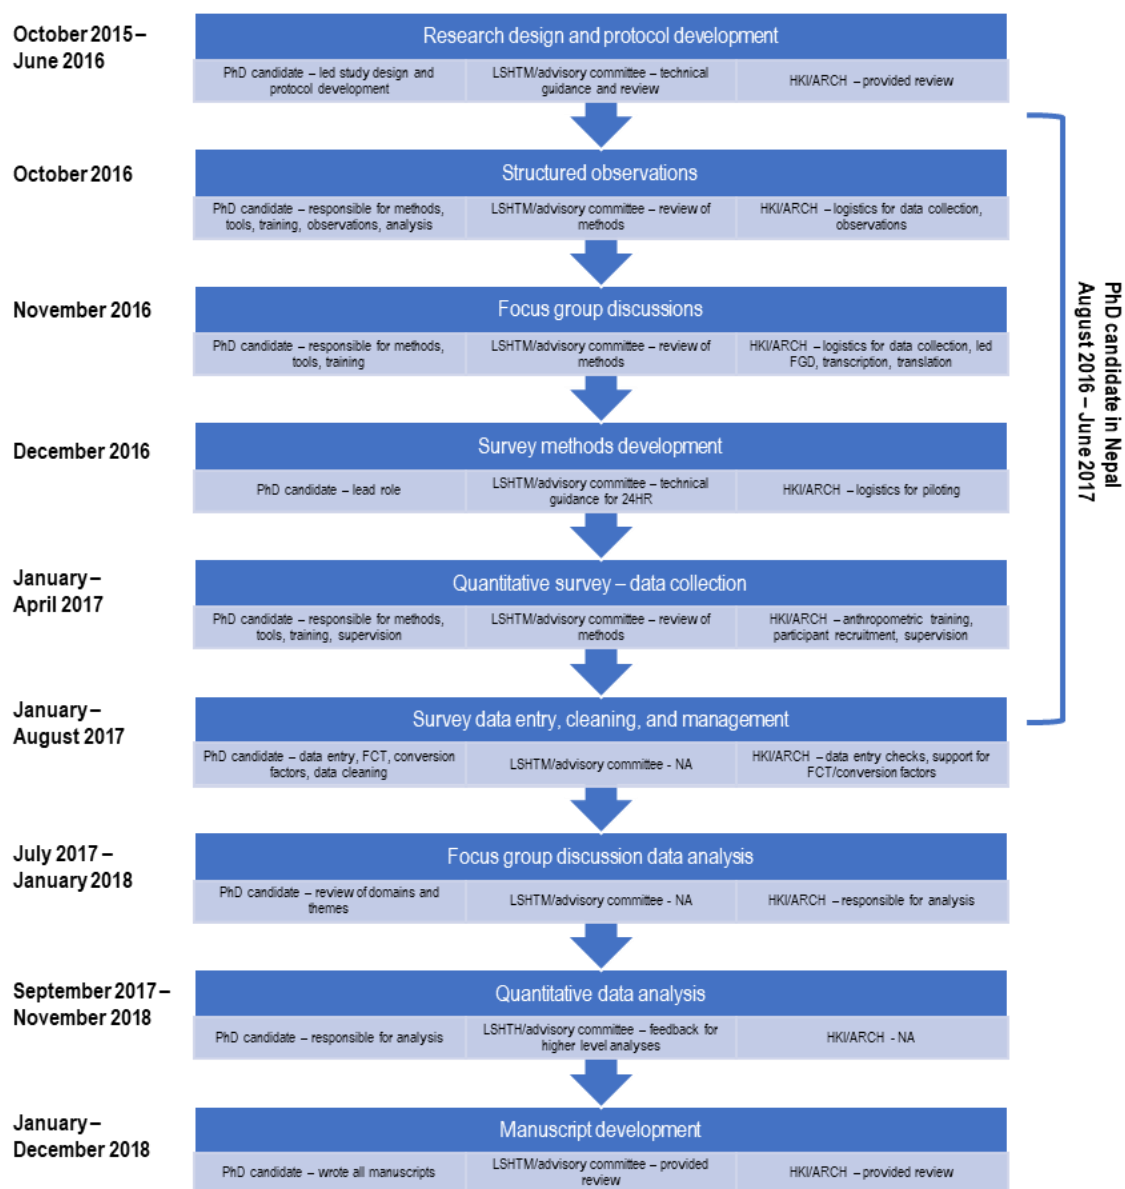 October 2015 –
June 2016
Research design and protocol development
PhD candidate – led study design and
protocol development
LSHTM/advisory committee – technical
guidance and review
HKI/ARCH – provided review
October 2016
Structured observations
PhD candidate – responsible for methods,
tools, training, observations, analysis
LSHTM/advisory committee – review of
methods
HKI/ARCH – logistics for data collection,
observations
November 2016
Focus group discussions
PhD candidate – responsible for methods,
tools, training
LSHTM/advisory committee – review of
methods
HKI/ARCH – logistics for data collection, led
FGD, transcription, translation
December 2016
Survey methods development
PhD candidate – lead role
LSHTM/advisory committee – technical
guidance for 24HR
HKI/ARCH – logistics for piloting
January –
April 2017
Quantitative survey – data collection
PhD candidate – responsible for methods,
tools, training, supervision
LSHTM/advisory committee – review of
methods
HKI/ARCH – anthropometric training,
participant recruitment, supervision
January –
August 2017
Survey data entry, cleaning, and management
PhD candidate – data entry, FCT, conversion
factors, data cleaning
LSHTM/advisory committee - NA
HKI/ARCH – data entry checks, support for
FCT/conversion factors
July 2017 –
January 2018
Focus group discussion data analysis
PhD candidate – review of domains and
themes
LSHTM/advisory committee - NA
HKI/ARCH – responsible for analysis
September 2017 –
November 2018
Quantitative data analysis
PhD candidate – responsible for analysis
LSHTH/advisory committee – feedback for
higher level analyses
HKI/ARCH - NA
January –
December 2018
Manuscript development
PhD candidate – wrote all manuscripts
LSHTM/advisory committee – provided
review
HKI/ARCH – provided review
PhD candidate in Nepal
August 2016 – June 2017